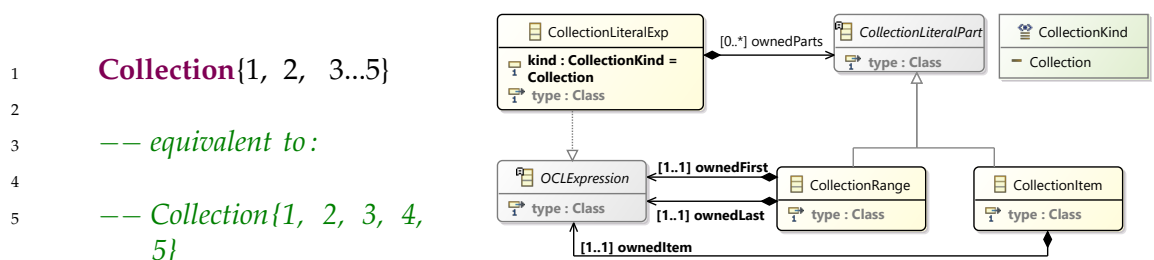 1 Collection{1, 2, 3...5}
2
3 −− equivalent to:
4
5 −− Collection{1, 2, 3, 4,
5}
CollectionLiteralExp
kind : CollectionKind =
Collection
type : Class
[0..*] ownedParts
CollectionLiteralPart
type : Class
CollectionKind
Collection
OCLExpression
type : Class
[1..1] ownedFirst
[1..1] ownedLast
[1..1] ownedItem
CollectionRange
type : Class
CollectionItem
type : Class